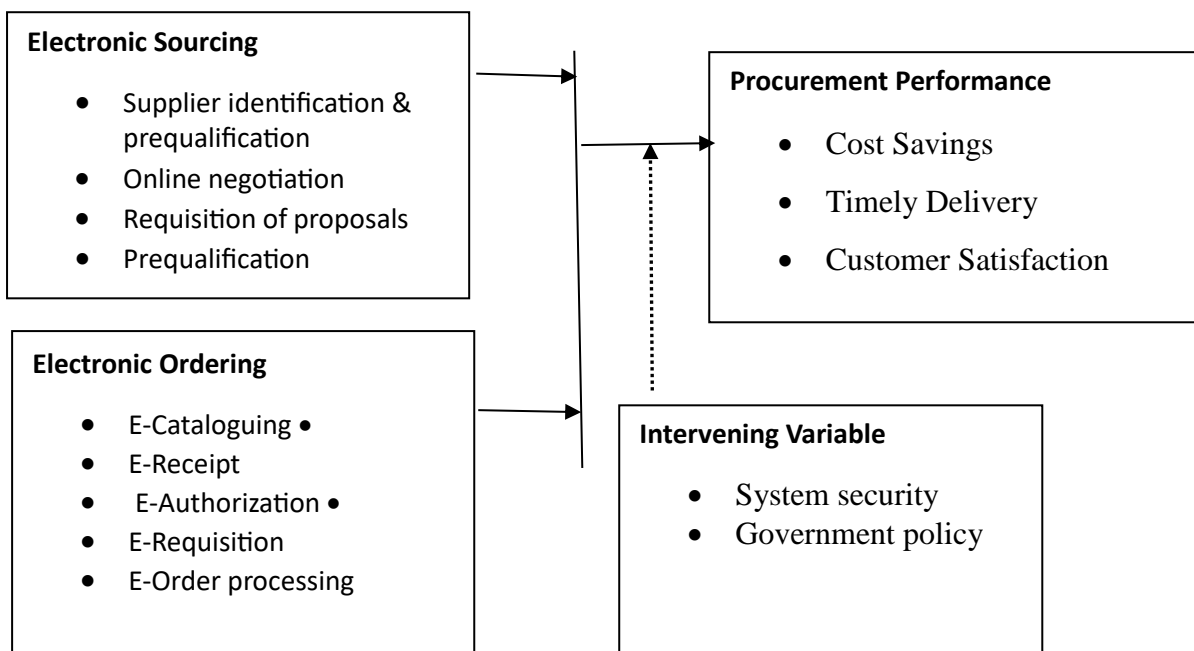 Electronic Sourcing
• Supplier identification &
prequalification
• Online negotiation
• Requisition of proposals
• Prequalification
Procurement Performance
• Cost Savings
• Timely Delivery
• Customer Satisfaction
Electronic Ordering
• E-Cataloguing •
• E-Receipt
• E-Authorization •
• E-Requisition
• E-Order processing
Intervening Variable
• System security
• Government policy